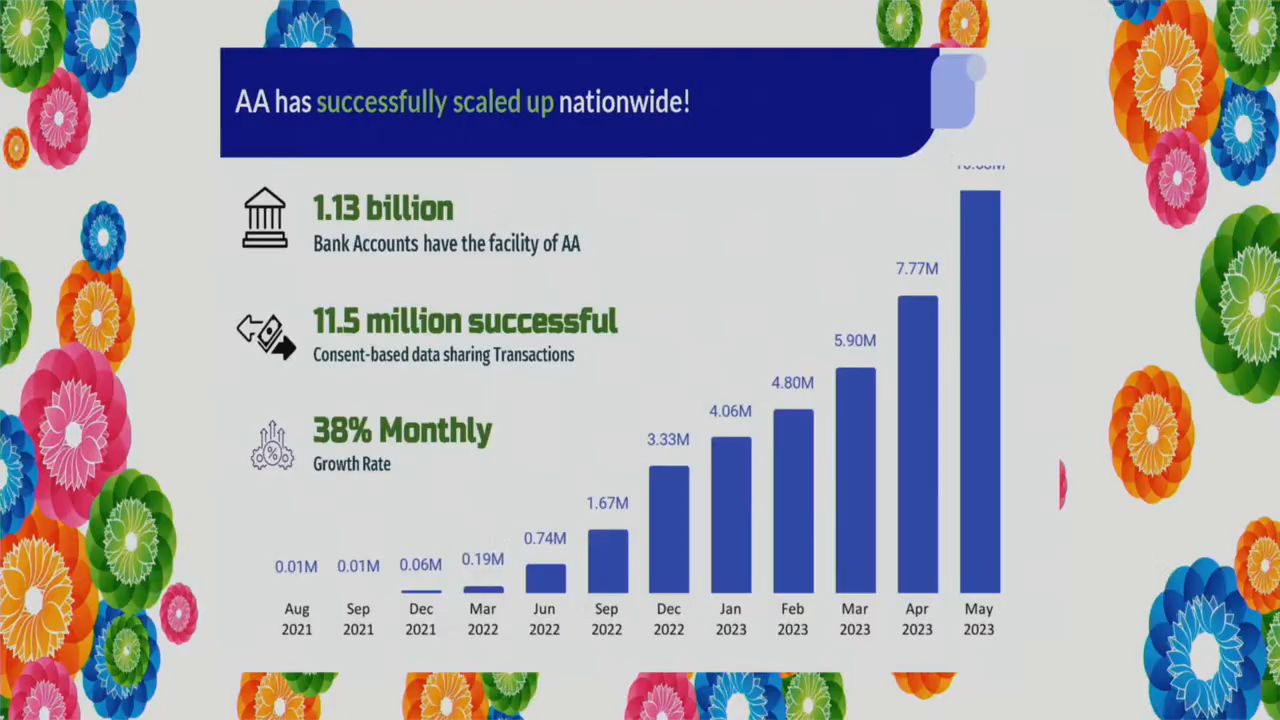 AA has successfully scaled up nationwide!
1.13 billion
Bank Accounts have the facility of AA
11.5 million successful
Consent-based data sharing Transactions
38% Monthly
Growth Rate
0.01M
0.01M
0.06M
0.19M
0.74M
1.67M
3.33M
4.06M
4.80M
5.90M
7.77M
Aug
2021
Sep
2021
Dec
2021
Mar
2022
Jun
2022
Sep
2022
Dec
2022
Jan
2023
Feb
2023
Mar
2023
Apr
2023
May
2023